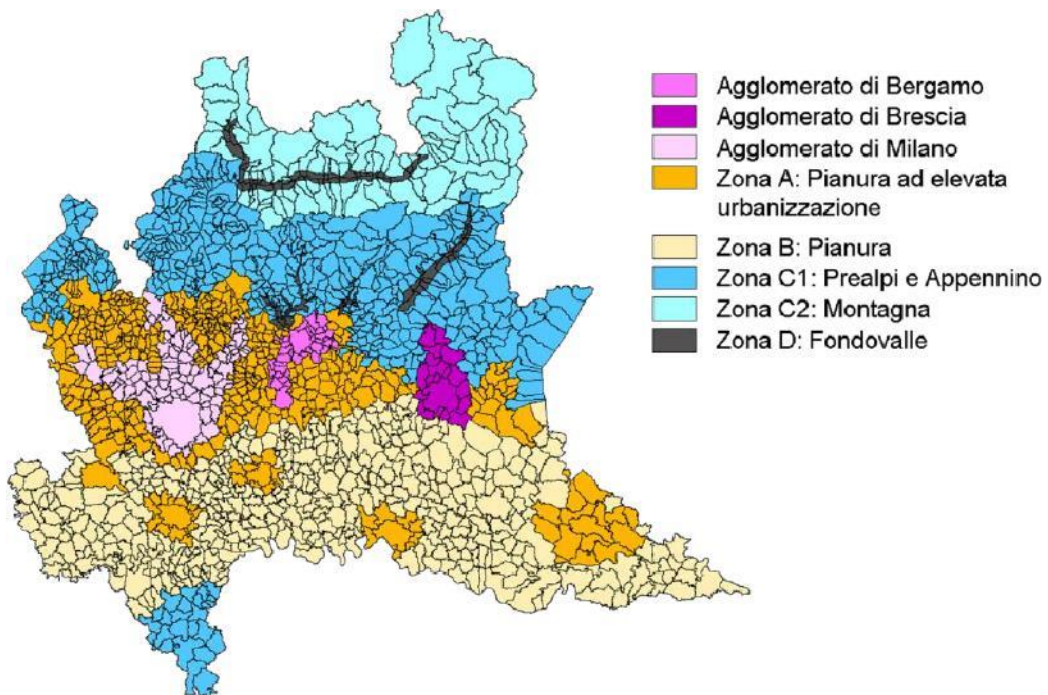 Agglomerato di Bergamo
Agglomerato di Brescia
Agglomerato di Milano
Zona A: Pianura ad elevata
urbanizzazione
Zona B: Pianura
Zona C1: Prealpi e Appennino
Zona C2: Montagna
Zona D: Fondovalle